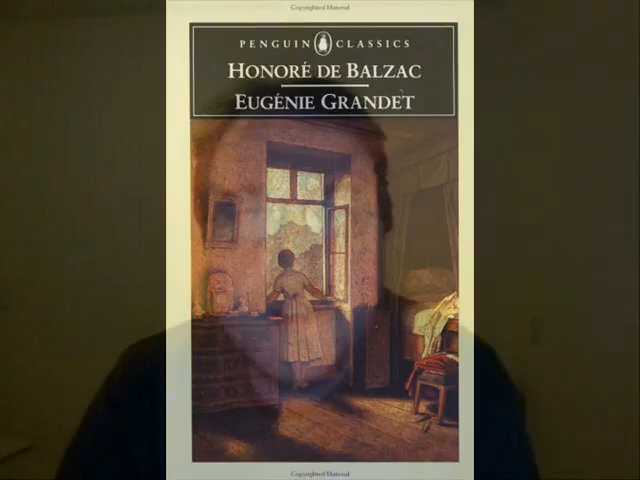 Copyrighted Material
PENGUIN CLASSICS
HONORÉ DE BALZAC
EUGÉNIE GRANDET
Copyrighted Material